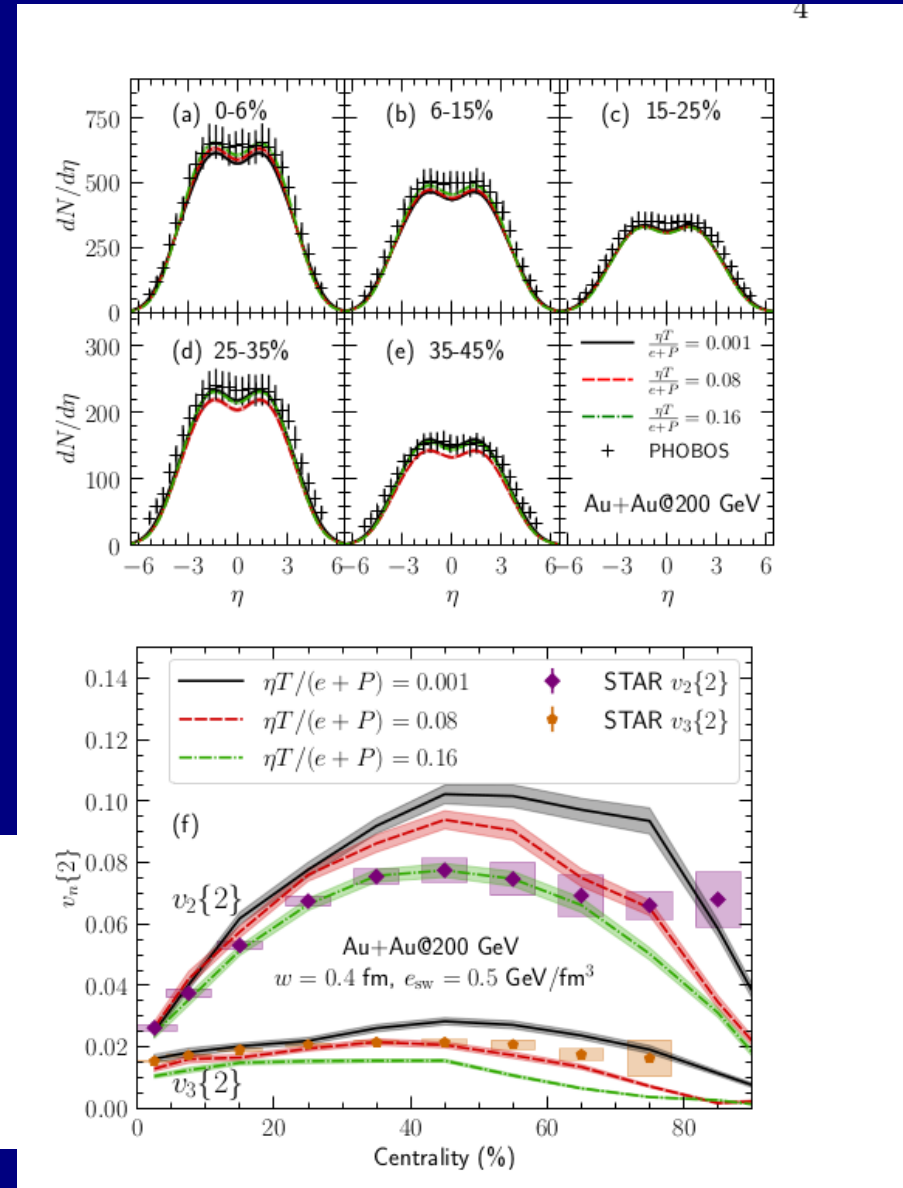 4
(a) 0-6%
(b) 6-15%
(c) 15-25%
dN/dη
750
500
250
0
(d) 25-35%
(e) 35-45%
ηT/e+P = 0.001
ηT/e+P = 0.08
ηT/e+P = 0.16
PHOBOS
Au+Au@200 GeV
dN/dη
300
200
100
0
−6 −3 0 3 6−6 −3 0 3 6−6 −3 0 3 6
η η η
ηT/(e + P) = 0.001
ηT/(e + P) = 0.08
ηT/(e + P) = 0.16
STAR v₂{2}
STAR v₃{2}
(f)
v₂{2}
Au+Au@200 GeV
w = 0.4 fm, e_sw = 0.5 GeV/fm³
v₃{2}
vₙ{2}
0.14
0.12
0.10
0.08
0.06
0.04
0.02
0.00
0 20 40 60 80
Centrality (%)